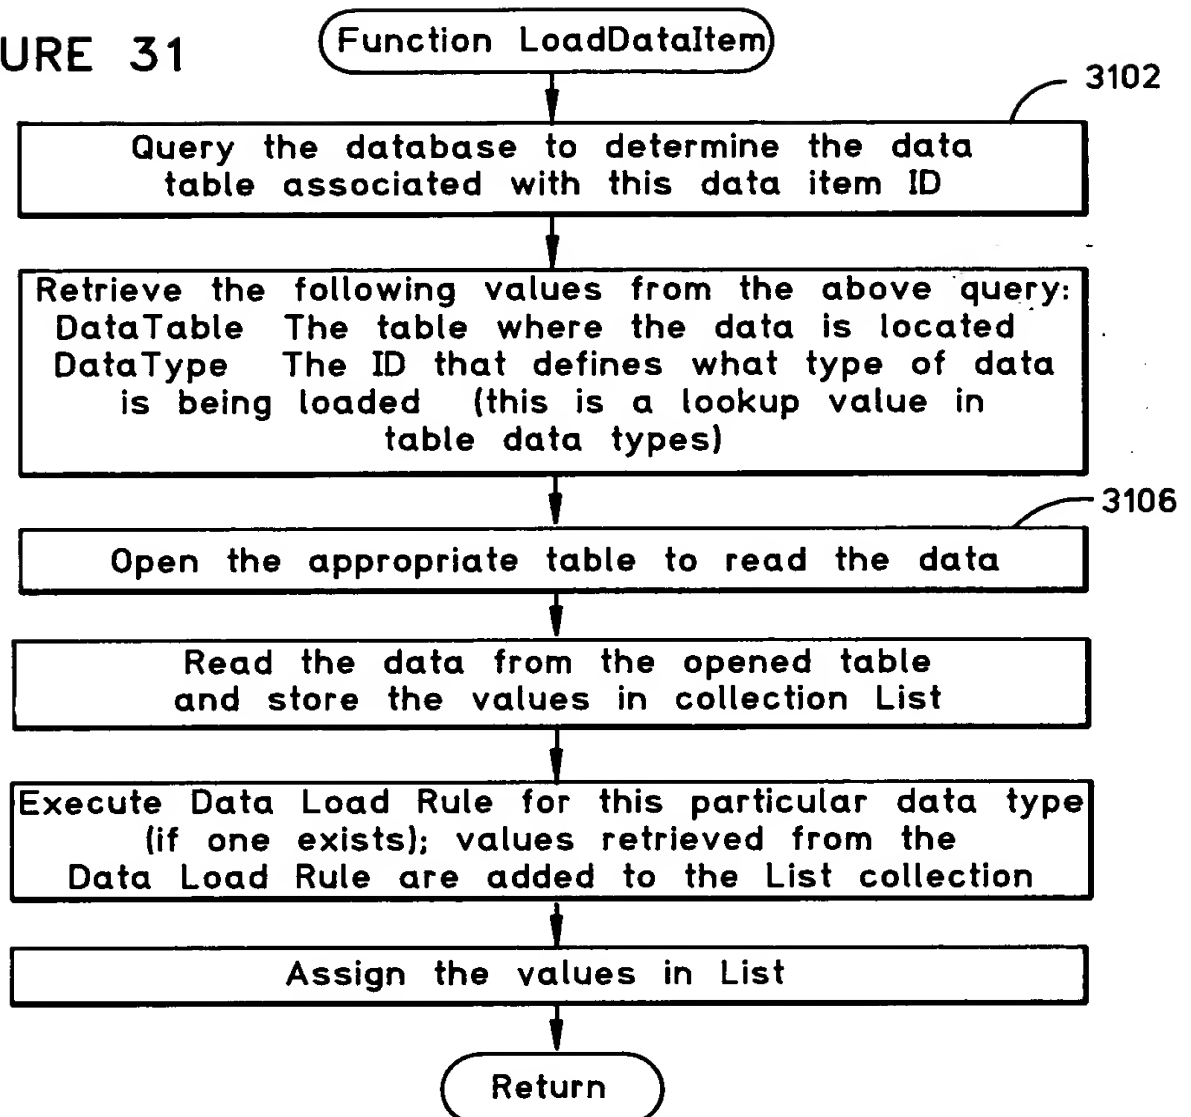 URE 31
Function LoadDataItem
3102
Query the database to determine the data
table associated with this data item ID
Retrieve the following values from the above query:
DataTable The table where the data is located
DataType The ID that defines what type of data
is being loaded (this is a lookup value in
table data types)
3106
Open the appropriate table to read the data
Read the data from the opened table
and store the values in collection List
Execute Data Load Rule for this particular data type
(if one exists); values retrieved from the
Data Load Rule are added to the List collection
Assign the values in List
Return